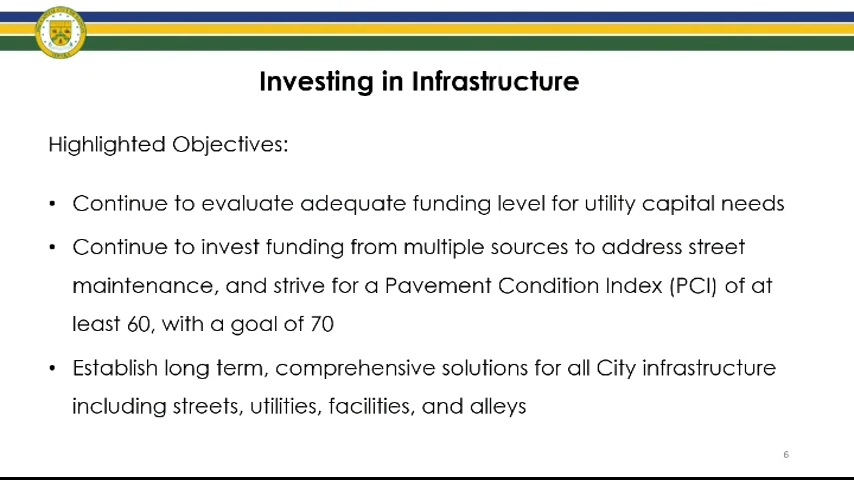 Investing in Infrastructure
Highlighted Objectives:
• Continue to evaluate adequate funding level for utility capital needs
• Continue to invest funding from multiple sources to address street
maintenance, and strive for a Pavement Condition Index (PCI) of at
least 60, with a goal of 70
• Establish long term, comprehensive solutions for all City infrastructure
including streets, utilities, facilities, and alleys
6